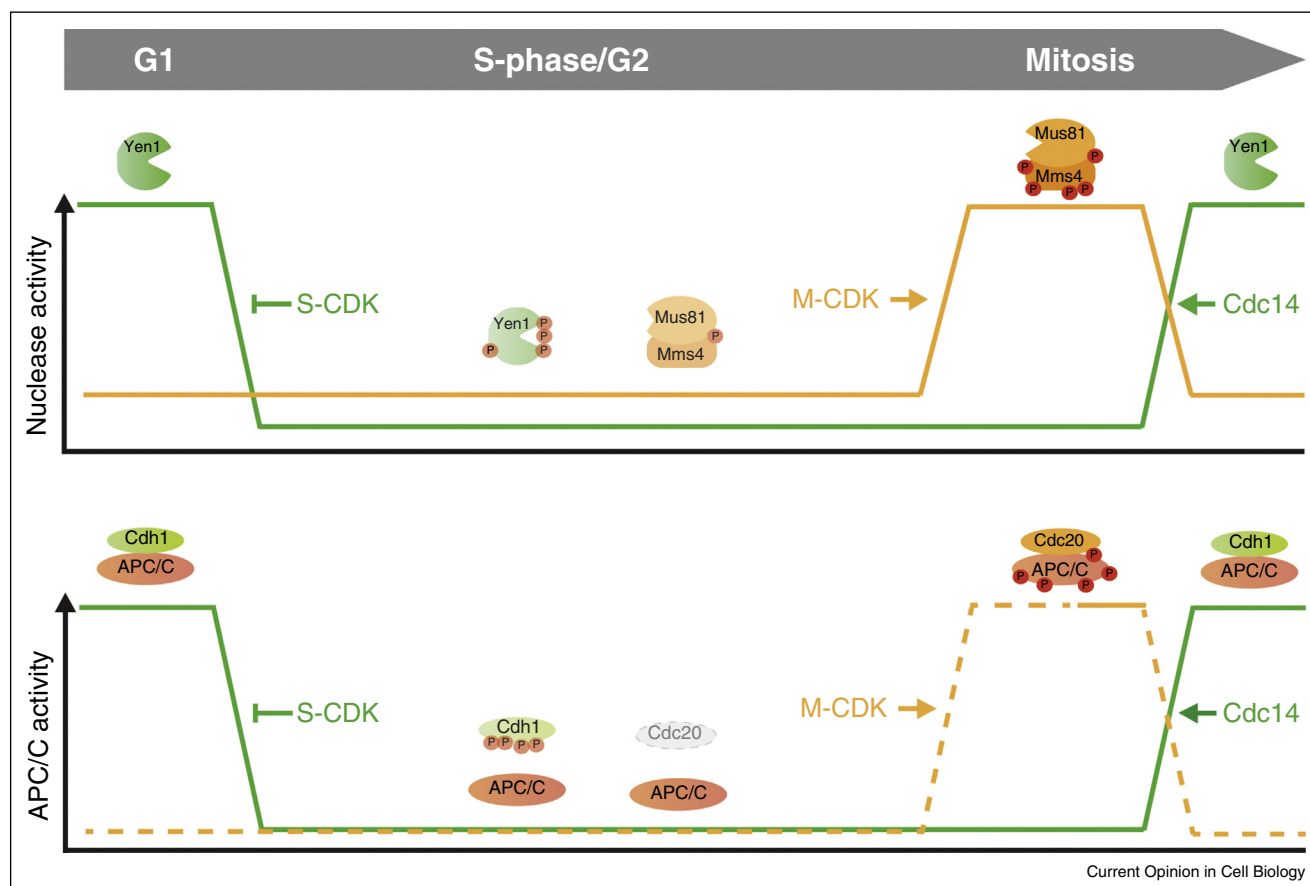 G1 S-phase/G2 Mitosis
Nuclease activity
Yen1
Mus81
P
Mms4
P
P
P
P
P
Yen1
S-CDK
M-CDK
Cdc14
Yen1
P
P
P
P
Mus81
P
Mms4
APC/C activity
Cdh1
APC/C
Cdc20
P
APC/C
P
P
P
P
Cdh1
APC/C
S-CDK
M-CDK
Cdc14
Cdh1
P P P P
APC/C
Cdc20
APC/C
Current Opinion in Cell Biology